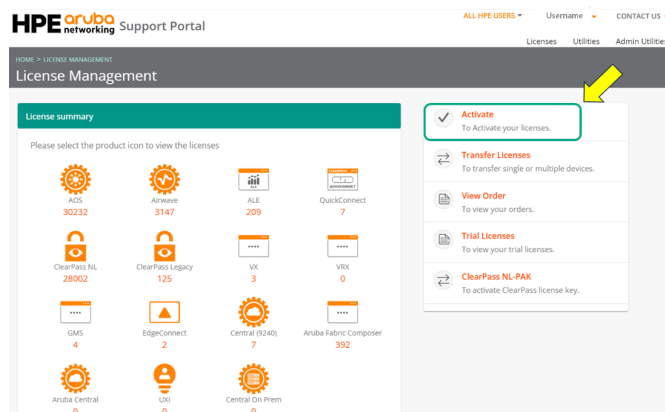 HPE aruba networking Support Portal
ALL HPE USERS Username CONTACT US
Licenses Utilities Admin Utilities
HOME > LICENSE MANAGEMENT
License Management
License summary
Please select the product icon to view the licenses
AOS
30232
Airwave
3147
ALE
ALE
209
QUICKCONNECT
QuickConnect
7
ClearPass NL
28002
ClearPass Legacy
125
VX
3
VRX
0
GMS
4
EdgeConnect
2
Central (9240)
7
Aruba Fabric Composer
392
Aruba Central
0
UXI
0
Central On Prem
0
Activate
To Activate your licenses.
Transfer Licenses
To transfer single or multiple devices.
View Order
To view your orders.
Trial Licenses
To view your trial licenses.
ClearPass NL-PAK
To activate ClearPass license key.